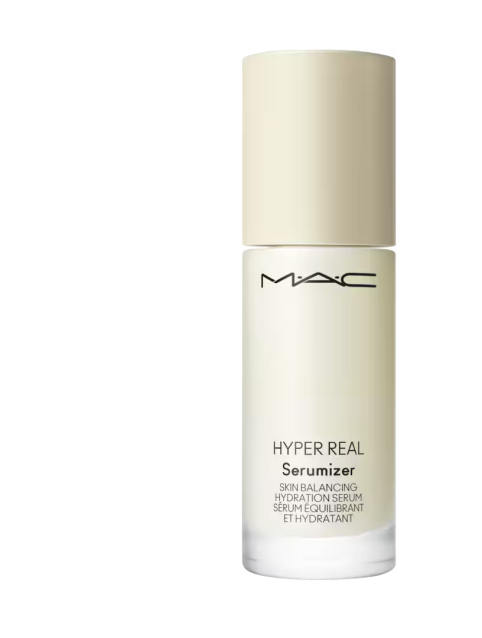 M·A·C
HYPER REAL
Serumizer
SKIN BALANCING
HYDRATION SERUM
SÉRUM ÉQUILIBRANT
ET HYDRATANT